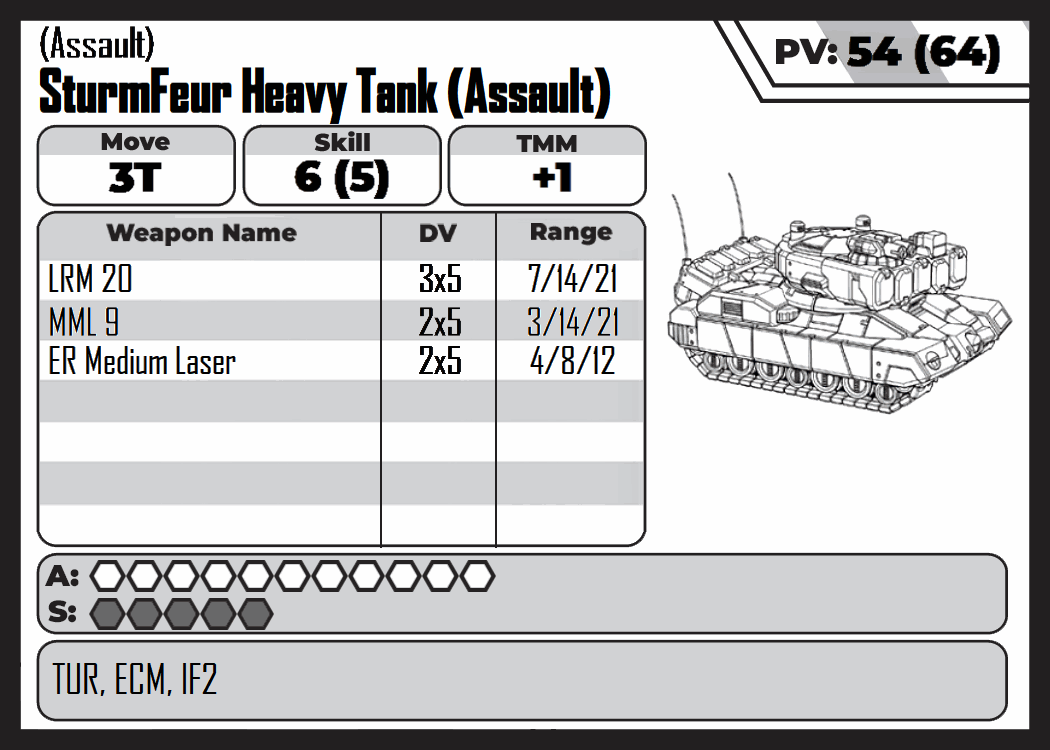 (Assault)
PV: 54 (64)
SturmFeur Heavy Tank (Assault)
Move Skill TMM
3T 6 (5) +1
Weapon Name DV Range
LRM 20 3x5 7/14/21
MML 9 2x5 3/14/21
ER Medium Laser 2x5 4/8/12
A:
S:
TUR, ECM, IF2